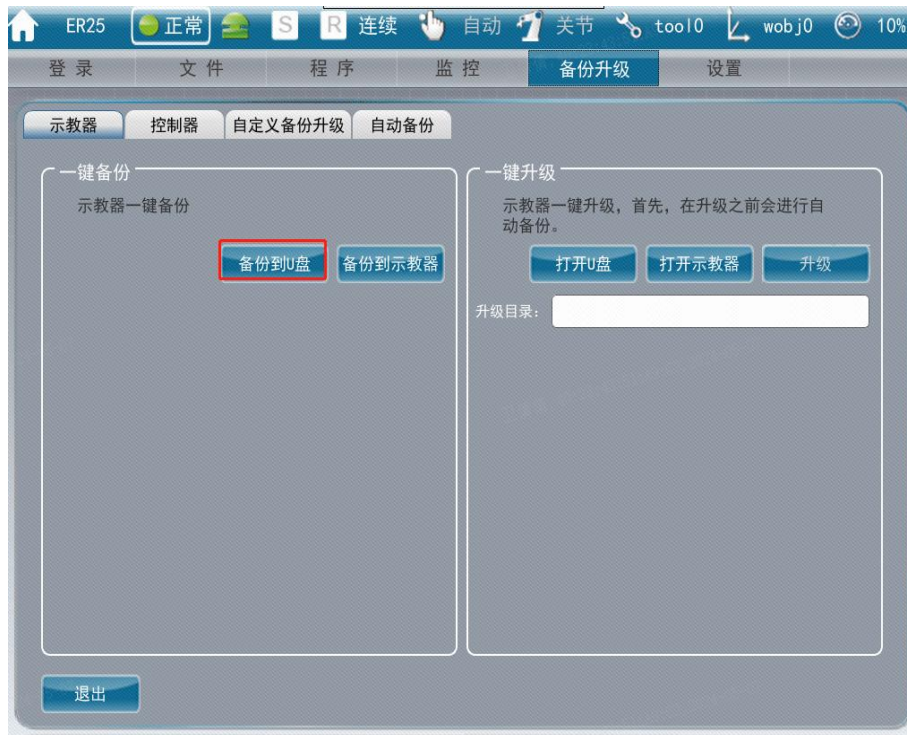 ER25 正常 S R 连续 自动 关节 tool0 wobj0 10%
登录 文件 程序 监控 备份升级 设置
示教器 控制器 自定义备份升级 自动备份
一键备份
示教器一键备份
备份到U盘 备份到示教器
一键升级
示教器一键升级，首先，在升级之前会进行自
动备份。
打开U盘 打开示教器 升级
升级目录：
退出